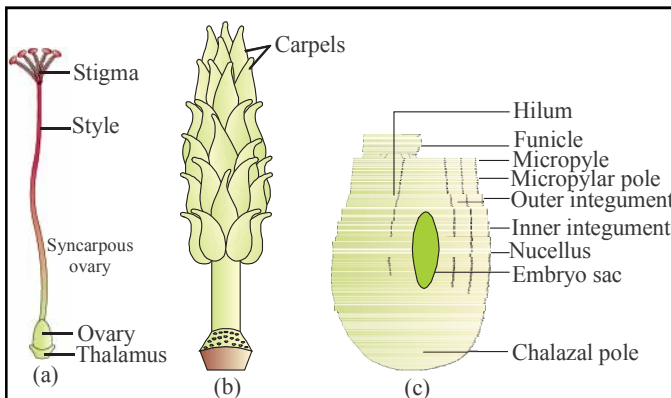 Stigma
Style
Syncarpous
ovary
Ovary
Thalamus
(a)
Carpels
(b)
Hilum
Funicle
Micropyle
Micropylar pole
Outer integument
Inner integument
Nucellus
Embryo sac
Chalazal pole
(c)